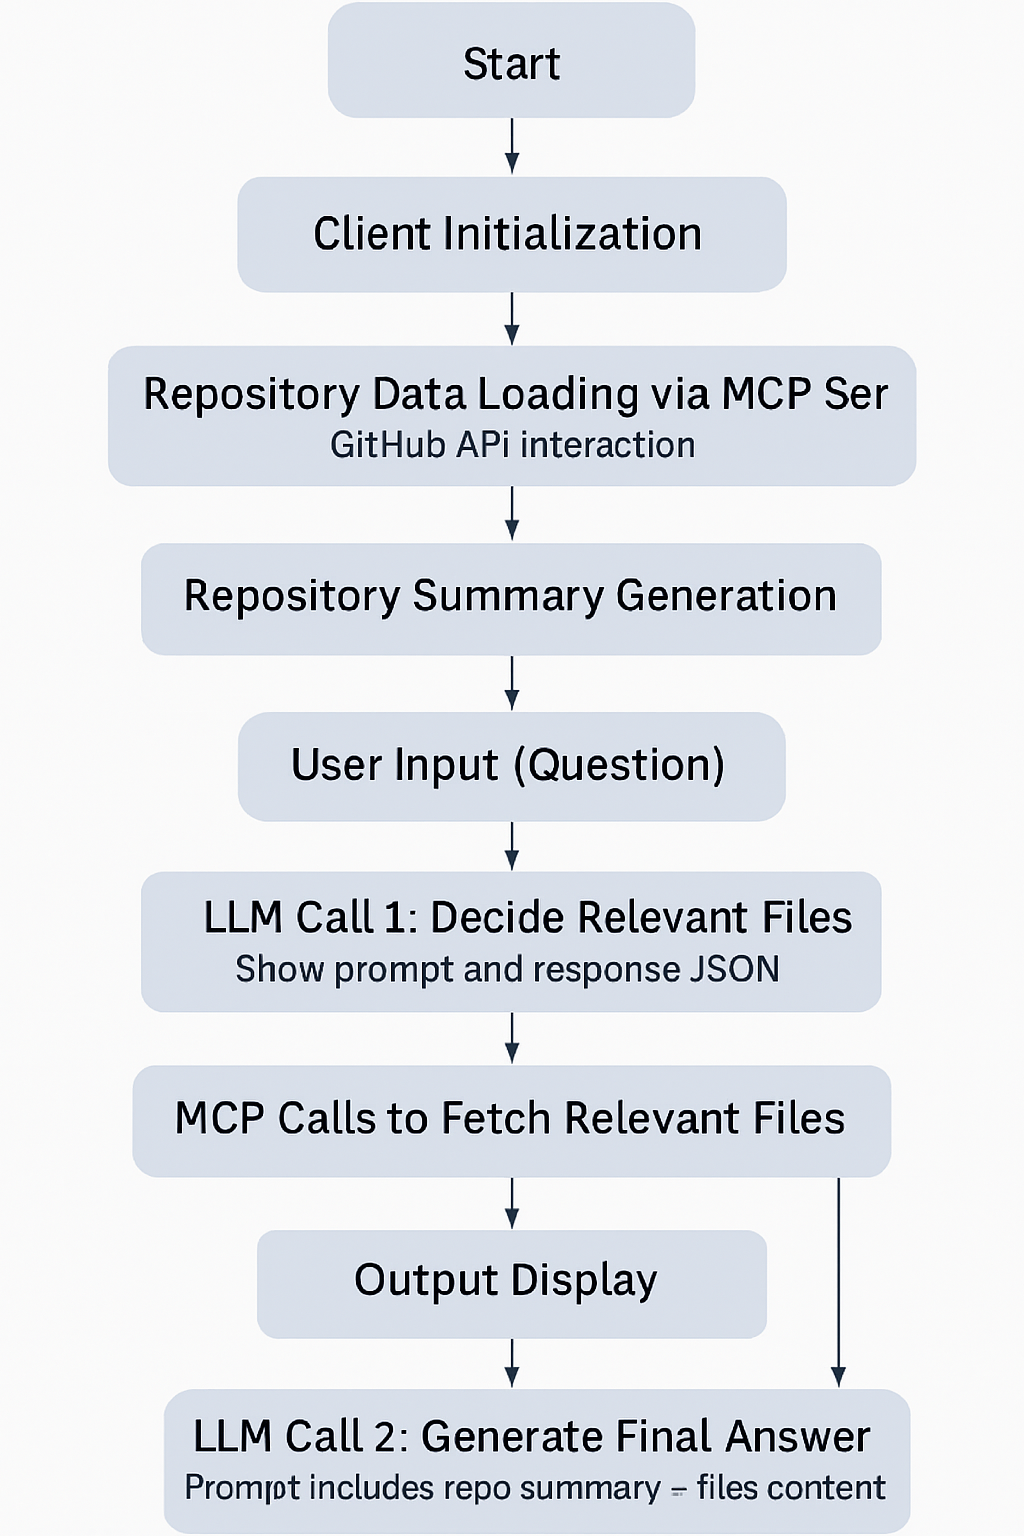 Start
Client Initialization
Repository Data Loading via MCP Ser
GitHub APi interaction
Repository Summary Generation
User Input (Question)
LLM Call 1: Decide Relevant Files
Show prompt and response JSON
MCP Calls to Fetch Relevant Files
Output Display
LLM Call 2: Generate Final Answer
Prompt includes repo summary = files content